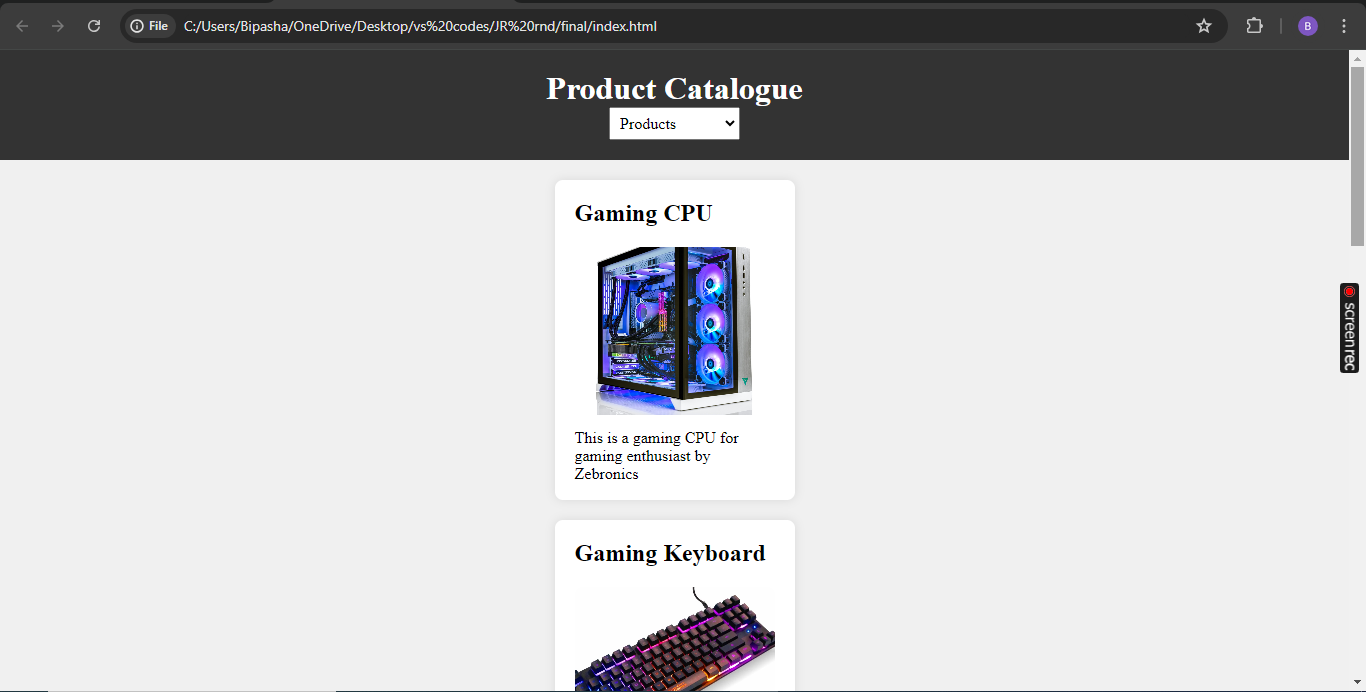 File C:/Users/Bipasha/OneDrive/Desktop/vs%20codes/JR%20rnd/final/index.html B
Product Catalogue
Products
Gaming CPU
This is a gaming CPU for
gaming enthusiast by
Zebronics
screenrec
Gaming Keyboard